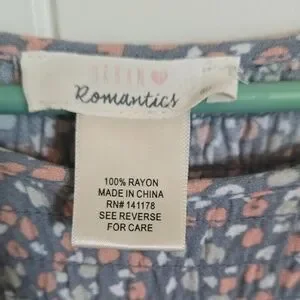 Romantics
100% RAYON
MADE IN CHINA
RN# 141178
SEE REVERSE
FOR CARE